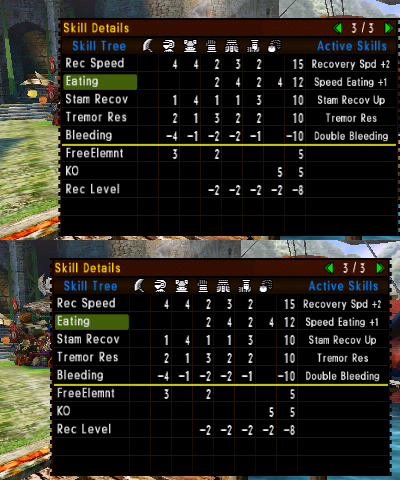 Skill Details 3/3
Skill Tree Active Skills
Rec Speed 4 4 2 3 2 15 Recovery Spd +2
Eating 2 4 2 4 12 Speed Eating +1
Stam Recov 1 4 1 1 3 10 Stam Recov Up
Tremor Res 2 1 3 2 2 10 Tremor Res
Bleeding -4 -1 -2 -2 -1 -10 Double Bleeding
FreeElemnt 3 2 5
KO 5 5
Rec Level -2 -2 -2 -2 -8
Skill Details 3/3
Skill Tree Active Skills
Rec Speed 4 4 2 3 2 15 Recovery Spd +2
Eating 2 4 2 4 12 Speed Eating +1
Stam Recov 1 4 1 1 3 10 Stam Recov Up
Tremor Res 2 1 3 2 2 10 Tremor Res
Bleeding -4 -1 -2 -2 -1 -10 Double Bleeding
FreeElemnt 3 2 5
KO 5 5
Rec Level -2 -2 -2 -2 -8